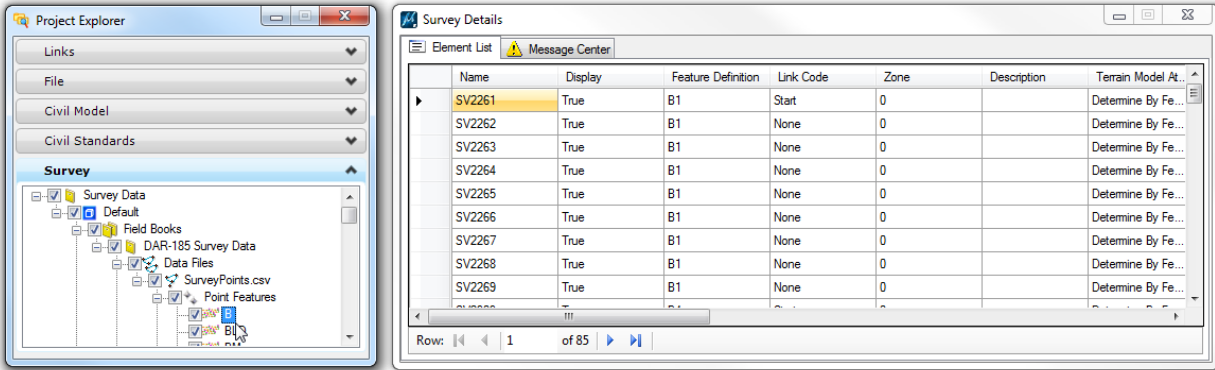 Project Explorer
Links
File
Civil Model
Civil Standards
Survey
Survey Data
Default
Field Books
DAR-185 Survey Data
Data Files
SurveyPoints.csv
Point Features
B
Survey Details
Element List Message Center
Name Display Feature Definition Link Code Zone Description Terrain Model At...
SV2261 True B1 Start 0 Determine By Fe...
SV2262 True B1 None 0 Determine By Fe...
SV2263 True B1 None 0 Determine By Fe...
SV2264 True B1 None 0 Determine By Fe...
SV2265 True B1 None 0 Determine By Fe...
SV2266 True B1 None 0 Determine By Fe...
SV2267 True B1 None 0 Determine By Fe...
SV2268 True B1 None 0 Determine By Fe...
SV2269 True B1 None 0 Determine By Fe...
Row: 1 of 85